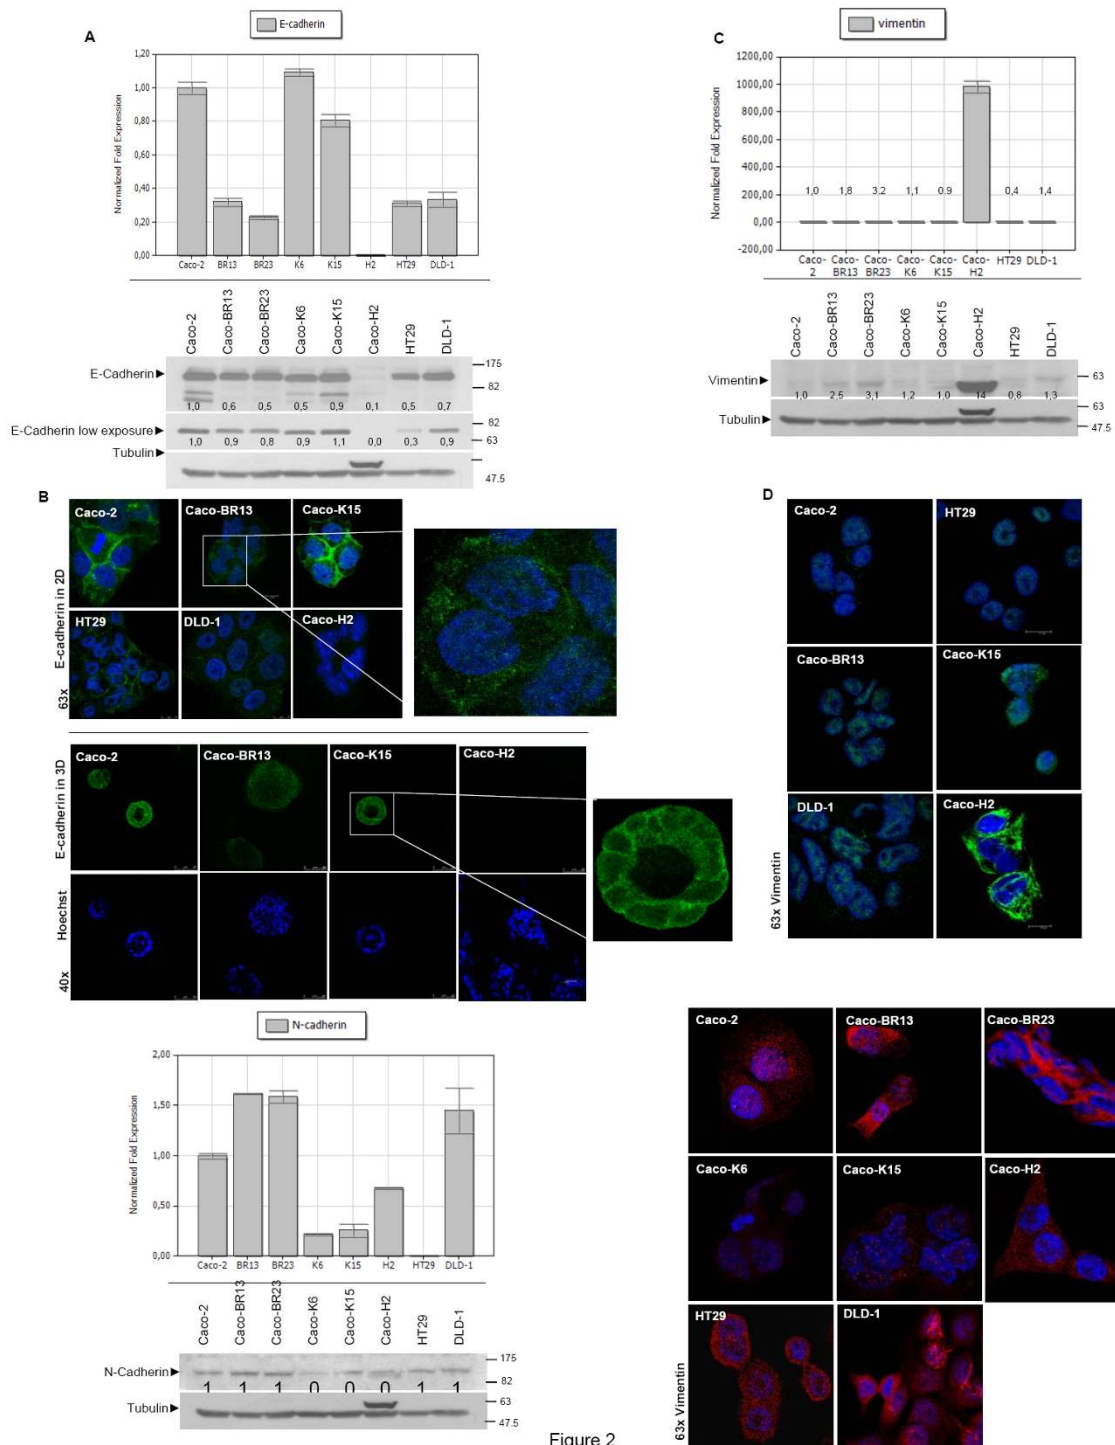 A
E-cadherin
1,20
1,00
0,80
0,60
0,40
0,20
0,00
Normalized Fold Expression
Caco-2 BR13 BR23 K6 K15 H2 HT29 DLD-1
Caco-2 Caco-BR13 Caco-BR23 Caco-K6 Caco-K15 Caco-H2 HT29 DLD-1
E-Cadherin
175
82
1,0 0,6 0,5 0,5 0,9 0,1 0,5 0,7
E-Cadherin low exposure
82
63
1,0 0,9 0,8 0,9 1,1 0,0 0,3 0,9
Tubulin
47.5
C
vimentin
1000,00
800,00
600,00
400,00
200,00
0,00
-200,00
Normalized Fold Expression
1,0 1,8 3,2 1,1 0,9 0,4 1,4
Caco-2 Caco-BR13 Caco-BR23 Caco-K6 Caco-K15 Caco-H2 HT29 DLD-1
Caco-2 Caco-BR13 Caco-BR23 Caco-K6 Caco-K15 Caco-H2 HT29 DLD-1
Vimentin
63
1,0 2,5 3,1 1,2 1,0 14 0,8 1,3
Tubulin
63
47.5
B
E-cadherin in 2D
63x
Caco-2 Caco-BR13 Caco-K15
HT29 DLD-1 Caco-H2
E-cadherin in 3D
Caco-2 Caco-BR13 Caco-K15 Caco-H2
Hoechst
40x
D
Caco-2 HT29
Caco-BR13 Caco-K15
DLD-1 Caco-H2
63x Vimentin
N-cadherin
2,00
1,50
1,00
0,50
0,00
Normalized Fold Expression
Caco-2 BR13 BR23 K6 K15 H2 HT29 DLD-1
Caco-2 Caco-BR13 Caco-BR23 Caco-K6 Caco-K15 Caco-H2 HT29 DLD-1
N-Cadherin
175
82
1 1 1 0 0 0 1 1
Tubulin
63
47.5
Caco-2 Caco-BR13 Caco-BR23
Caco-K6 Caco-K15 Caco-H2
HT29 DLD-1
63x Vimentin
Figure 2